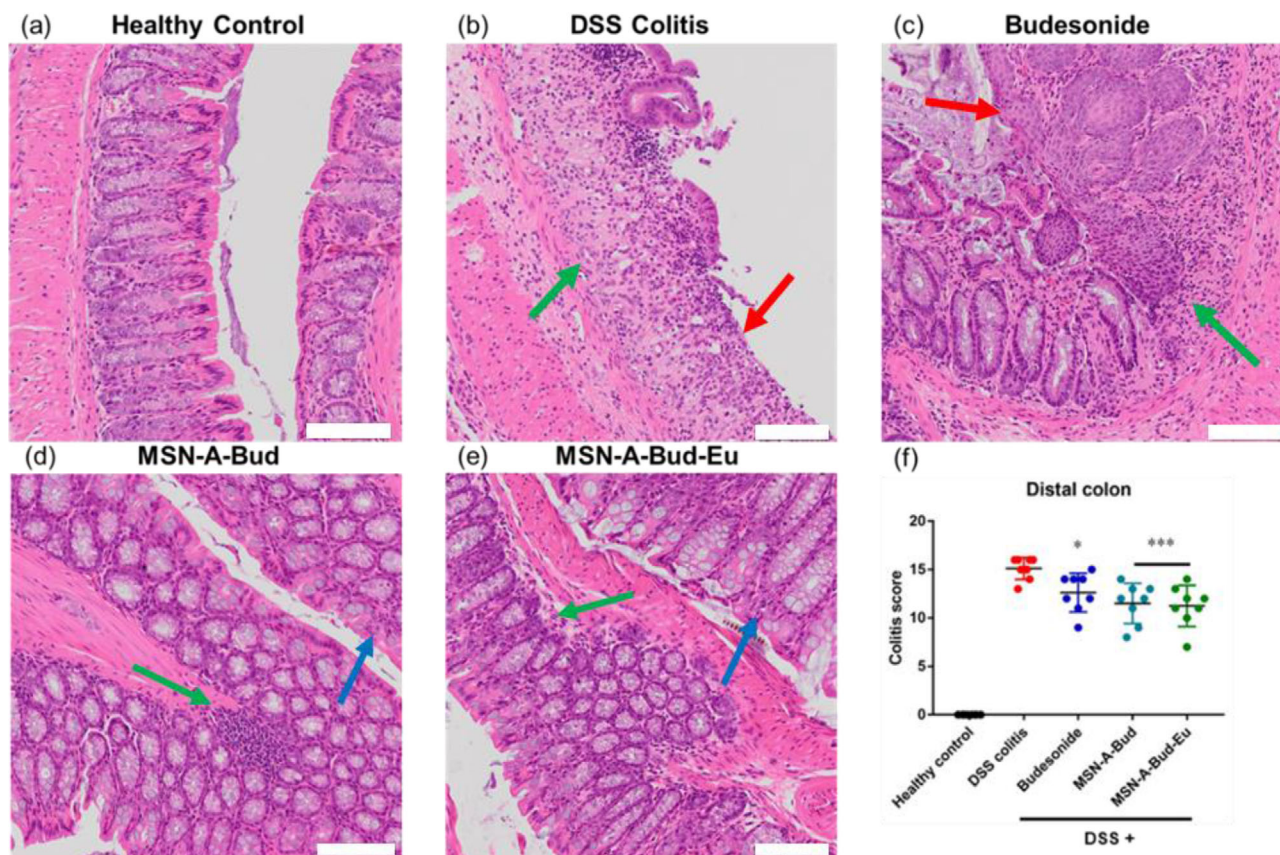 (a) Healthy Control
(b) DSS Colitis
(c) Budesonide
(d) MSN-A-Bud
(e) MSN-A-Bud-Eu
(f)
Distal colon
Colitis score
20
15
10
5
0
*
***
Healthy control
DSS colitis
Budesonide
MSN-A-Bud
MSN-A-Bud-Eu
DSS +